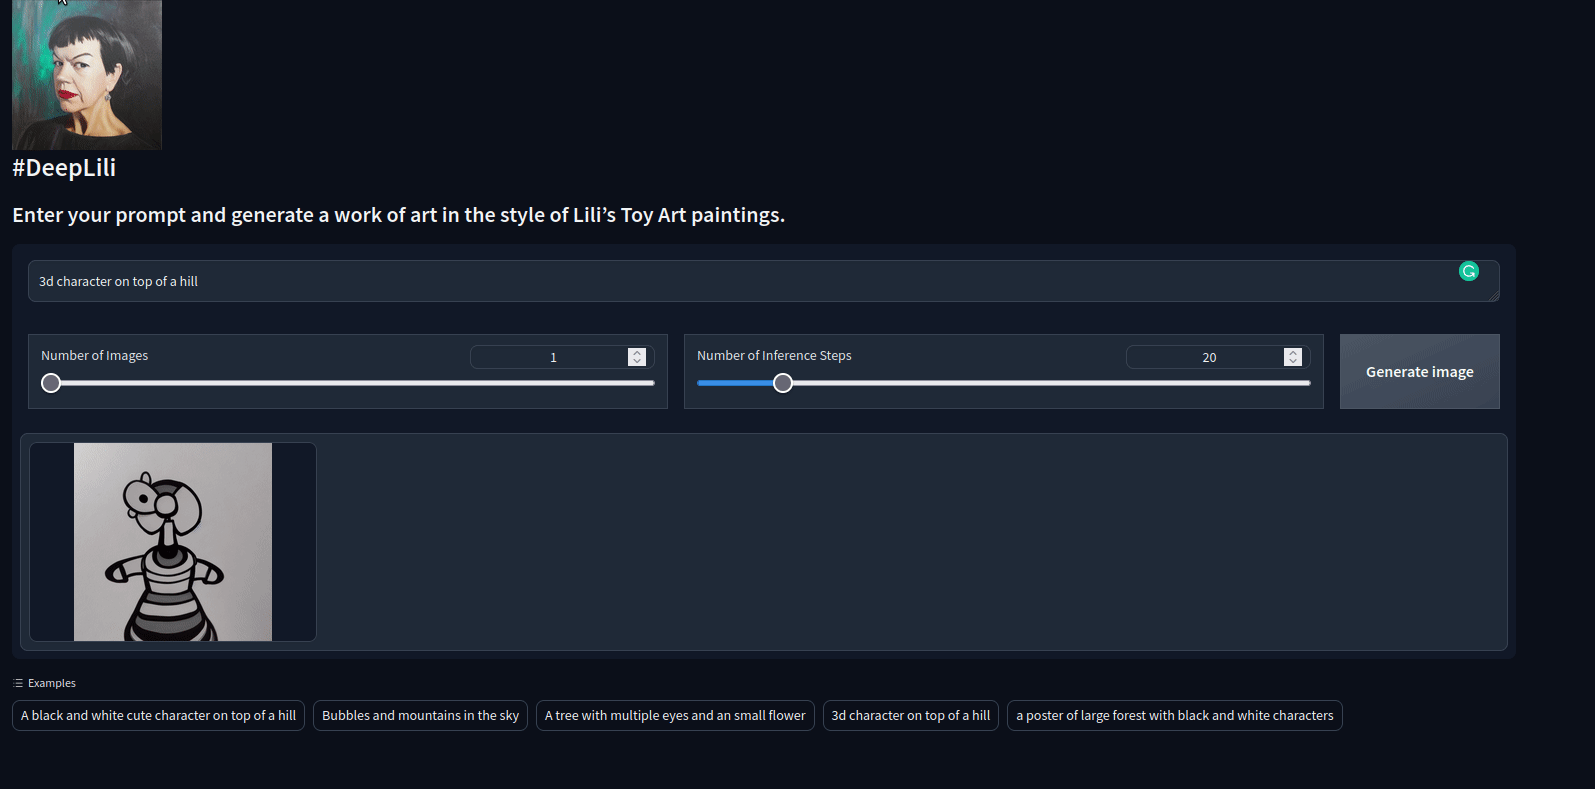 #DeepLili
Enter your prompt and generate a work of art in the style of Lili’s Toy Art paintings.
3d character on top of a hill
Number of Images
1
Number of Inference Steps
20
Generate image
Examples
A black and white cute character on top of a hill
Bubbles and mountains in the sky
A tree with multiple eyes and an small flower
3d character on top of a hill
a poster of large forest with black and white characters